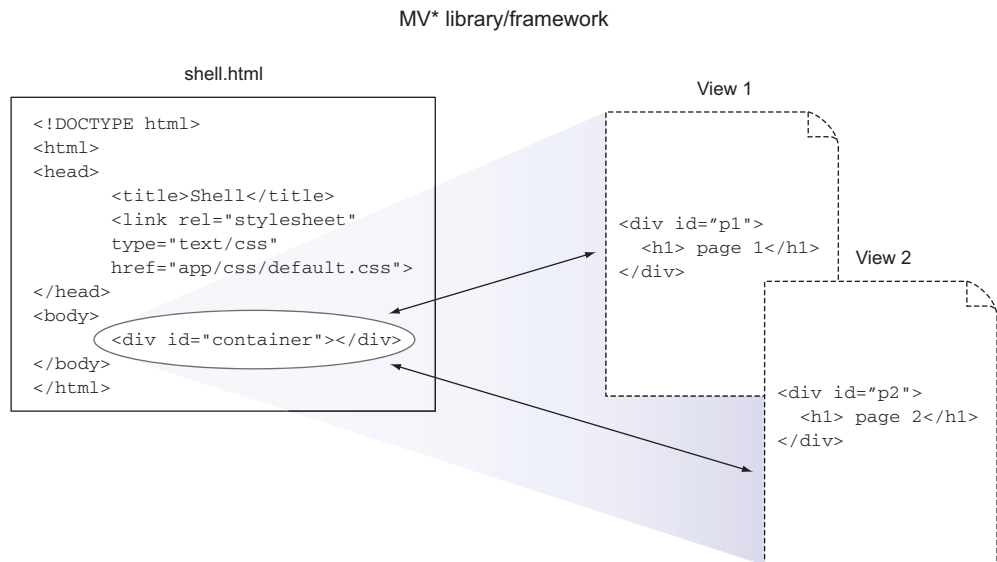 MV* library/framework
shell.html
<!DOCTYPE html>
<html>
<head>
<title>Shell</title>
<link rel="stylesheet"
type="text/css"
href="app/css/default.css">
</head>
<body>
<div id="container"></div>
</body>
</html>
View 1
<div id=”p1">
<h1> page 1</h1>
</div>
View 2
<div id=”p2">
<h1> page 2</h1>
</div>